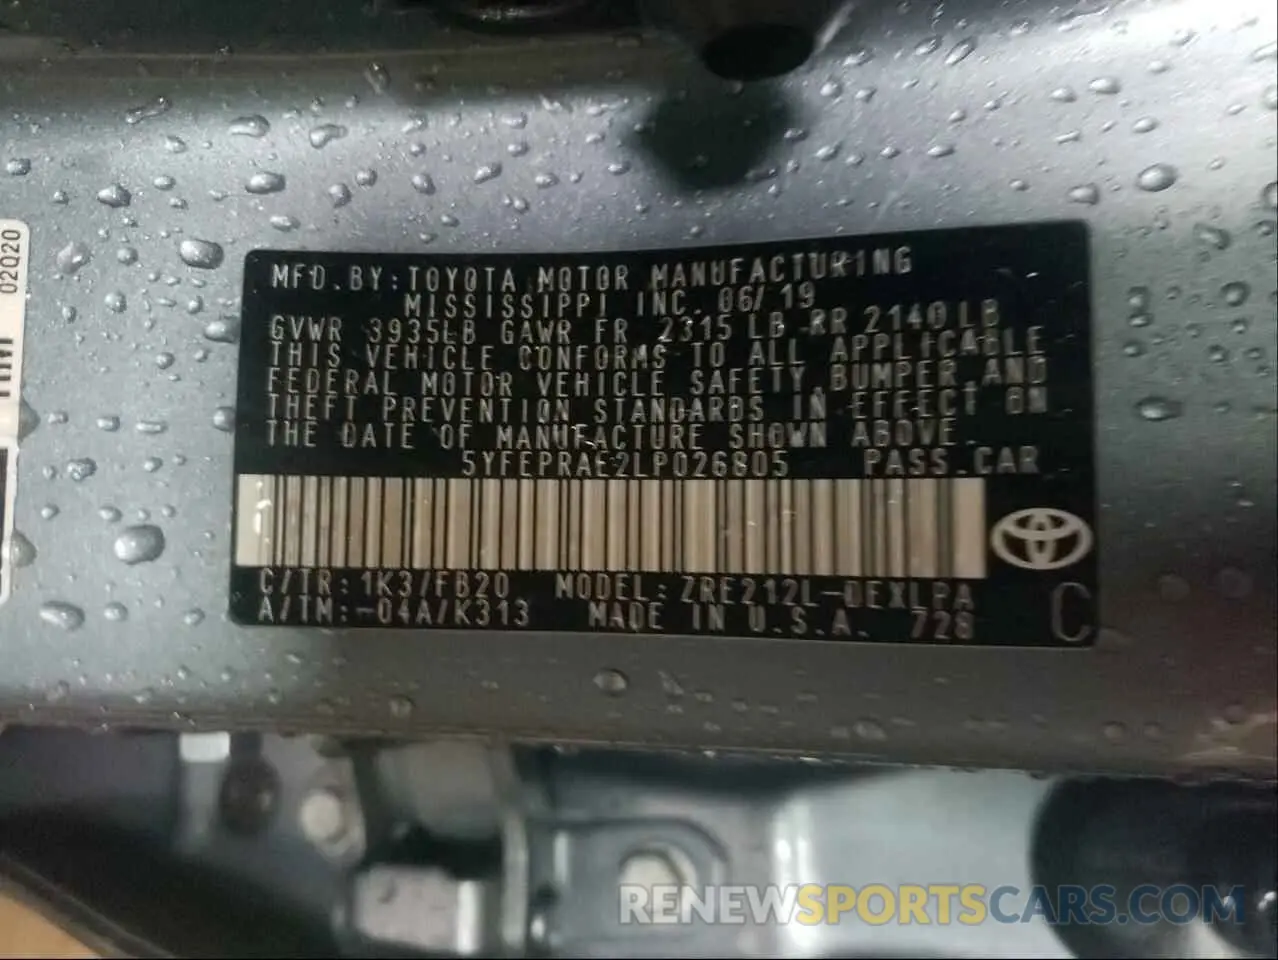 02020
MFD.BY:TOYOTA MOTOR MANUFACTURING
MISSISSIPPI INC. 06/19
GVWR 3935LB GAWR FR 2315LB RR 2140LB
THIS VEHICLE CONFORMS TO ALL APPLICABLE
FEDERAL MOTOR VEHICLE SAFETY, BUMPER, AND
THEFT PREVENTION STANDARDS IN EFFECT ON
THE DATE OF MANUFACTURE SHOWN ABOVE.
5YFEPRAE2LP026805 PASS.CAR
C/TR:1K3/FB20 MODEL:ZRE212L-DEXLPA
A/TM:-04A/K313 MADE IN U.S.A. 728 C
RENEWSPORTSCARS.COM